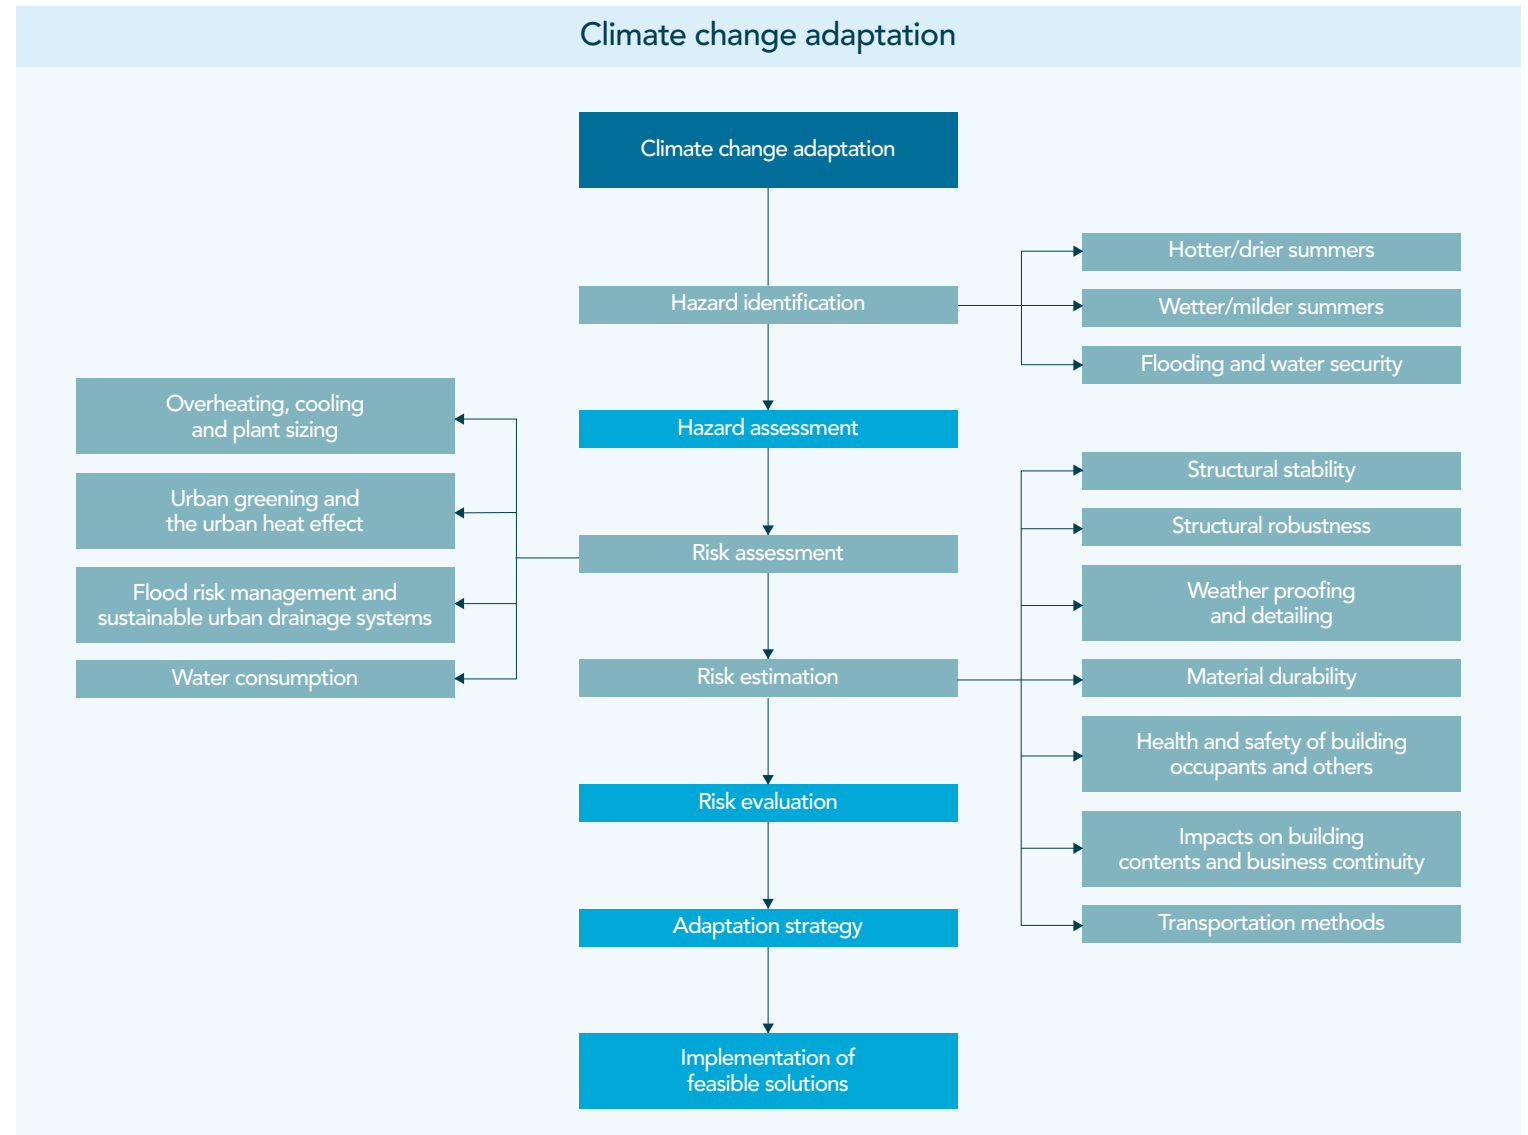 Climate change adaptation
Climate change adaptation
Hazard identification
Hotter/drier summers
Wetter/milder summers
Flooding and water security
Hazard assessment
Risk assessment
Overheating, cooling
and plant sizing
Urban greening and
the urban heat effect
Flood risk management and
sustainable urban drainage systems
Water consumption
Risk estimation
Structural stability
Structural robustness
Weather proofing
and detailing
Material durability
Health and safety of building
occupants and others
Impacts on building
contents and business continuity
Transportation methods
Risk evaluation
Adaptation strategy
Implementation of
feasible solutions